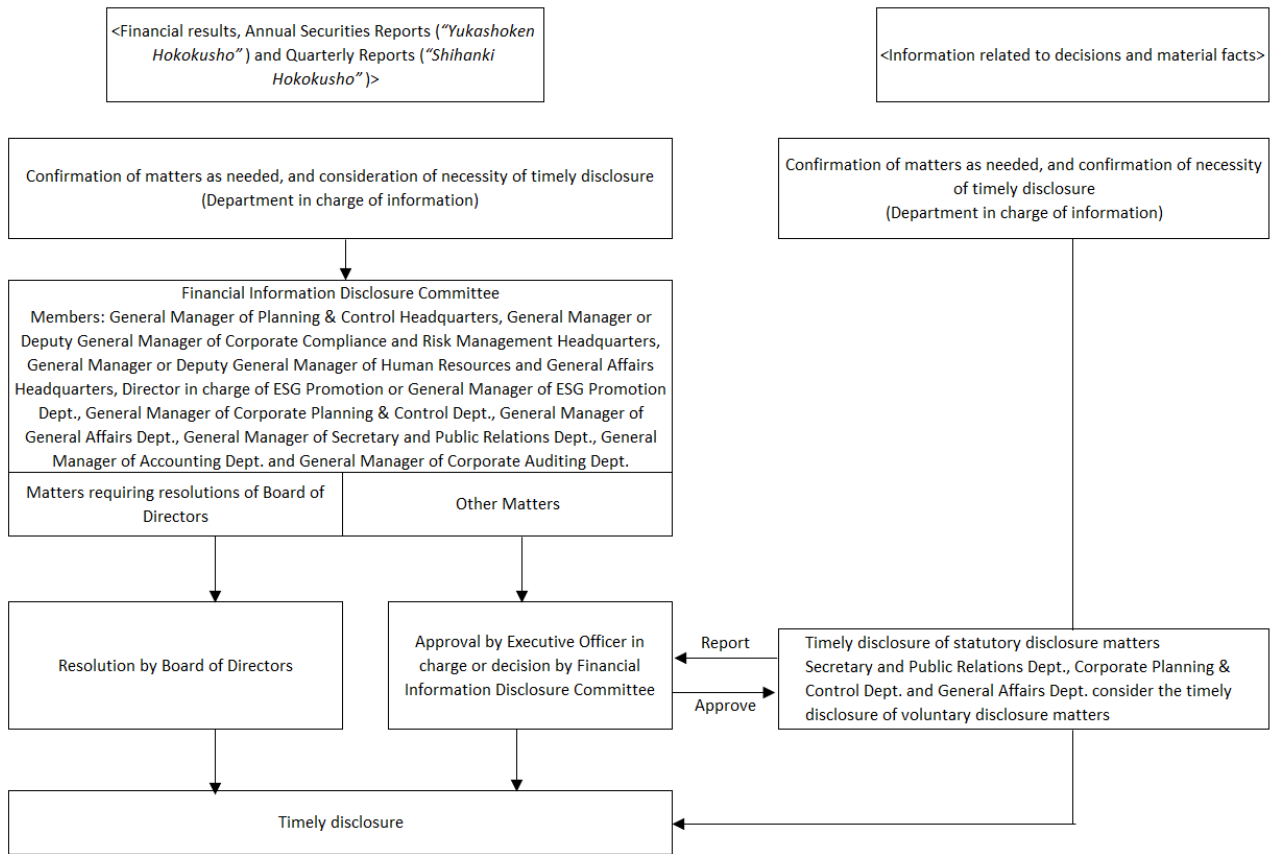 <Financial results, Annual Securities Reports (“Yukashoken
Hokokusho” ) and Quarterly Reports (“Shihanki
Hokokusho” )>
<Information related to decisions and material facts>
Confirmation of matters as needed, and consideration of necessity of timely disclosure
(Department in charge of information)
Confirmation of matters as needed, and confirmation of necessity
of timely disclosure
(Department in charge of information)
Financial Information Disclosure Committee
Members: General Manager of Planning & Control Headquarters, General Manager or
Deputy General Manager of Corporate Compliance and Risk Management Headquarters,
General Manager or Deputy General Manager of Human Resources and General Affairs
Headquarters, Director in charge of ESG Promotion or General Manager of ESG Promotion
Dept., General Manager of Corporate Planning & Control Dept., General Manager of
General Affairs Dept., General Manager of Secretary and Public Relations Dept., General
Manager of Accounting Dept. and General Manager of Corporate Auditing Dept.
Matters requiring resolutions of Board of
Directors
Other Matters
Resolution by Board of Directors
Approval by Executive Officer in
charge or decision by Financial
Information Disclosure Committee
Report
Approve
Timely disclosure of statutory disclosure matters
Secretary and Public Relations Dept., Corporate Planning &
Control Dept. and General Affairs Dept. consider the timely
disclosure of voluntary disclosure matters
Timely disclosure